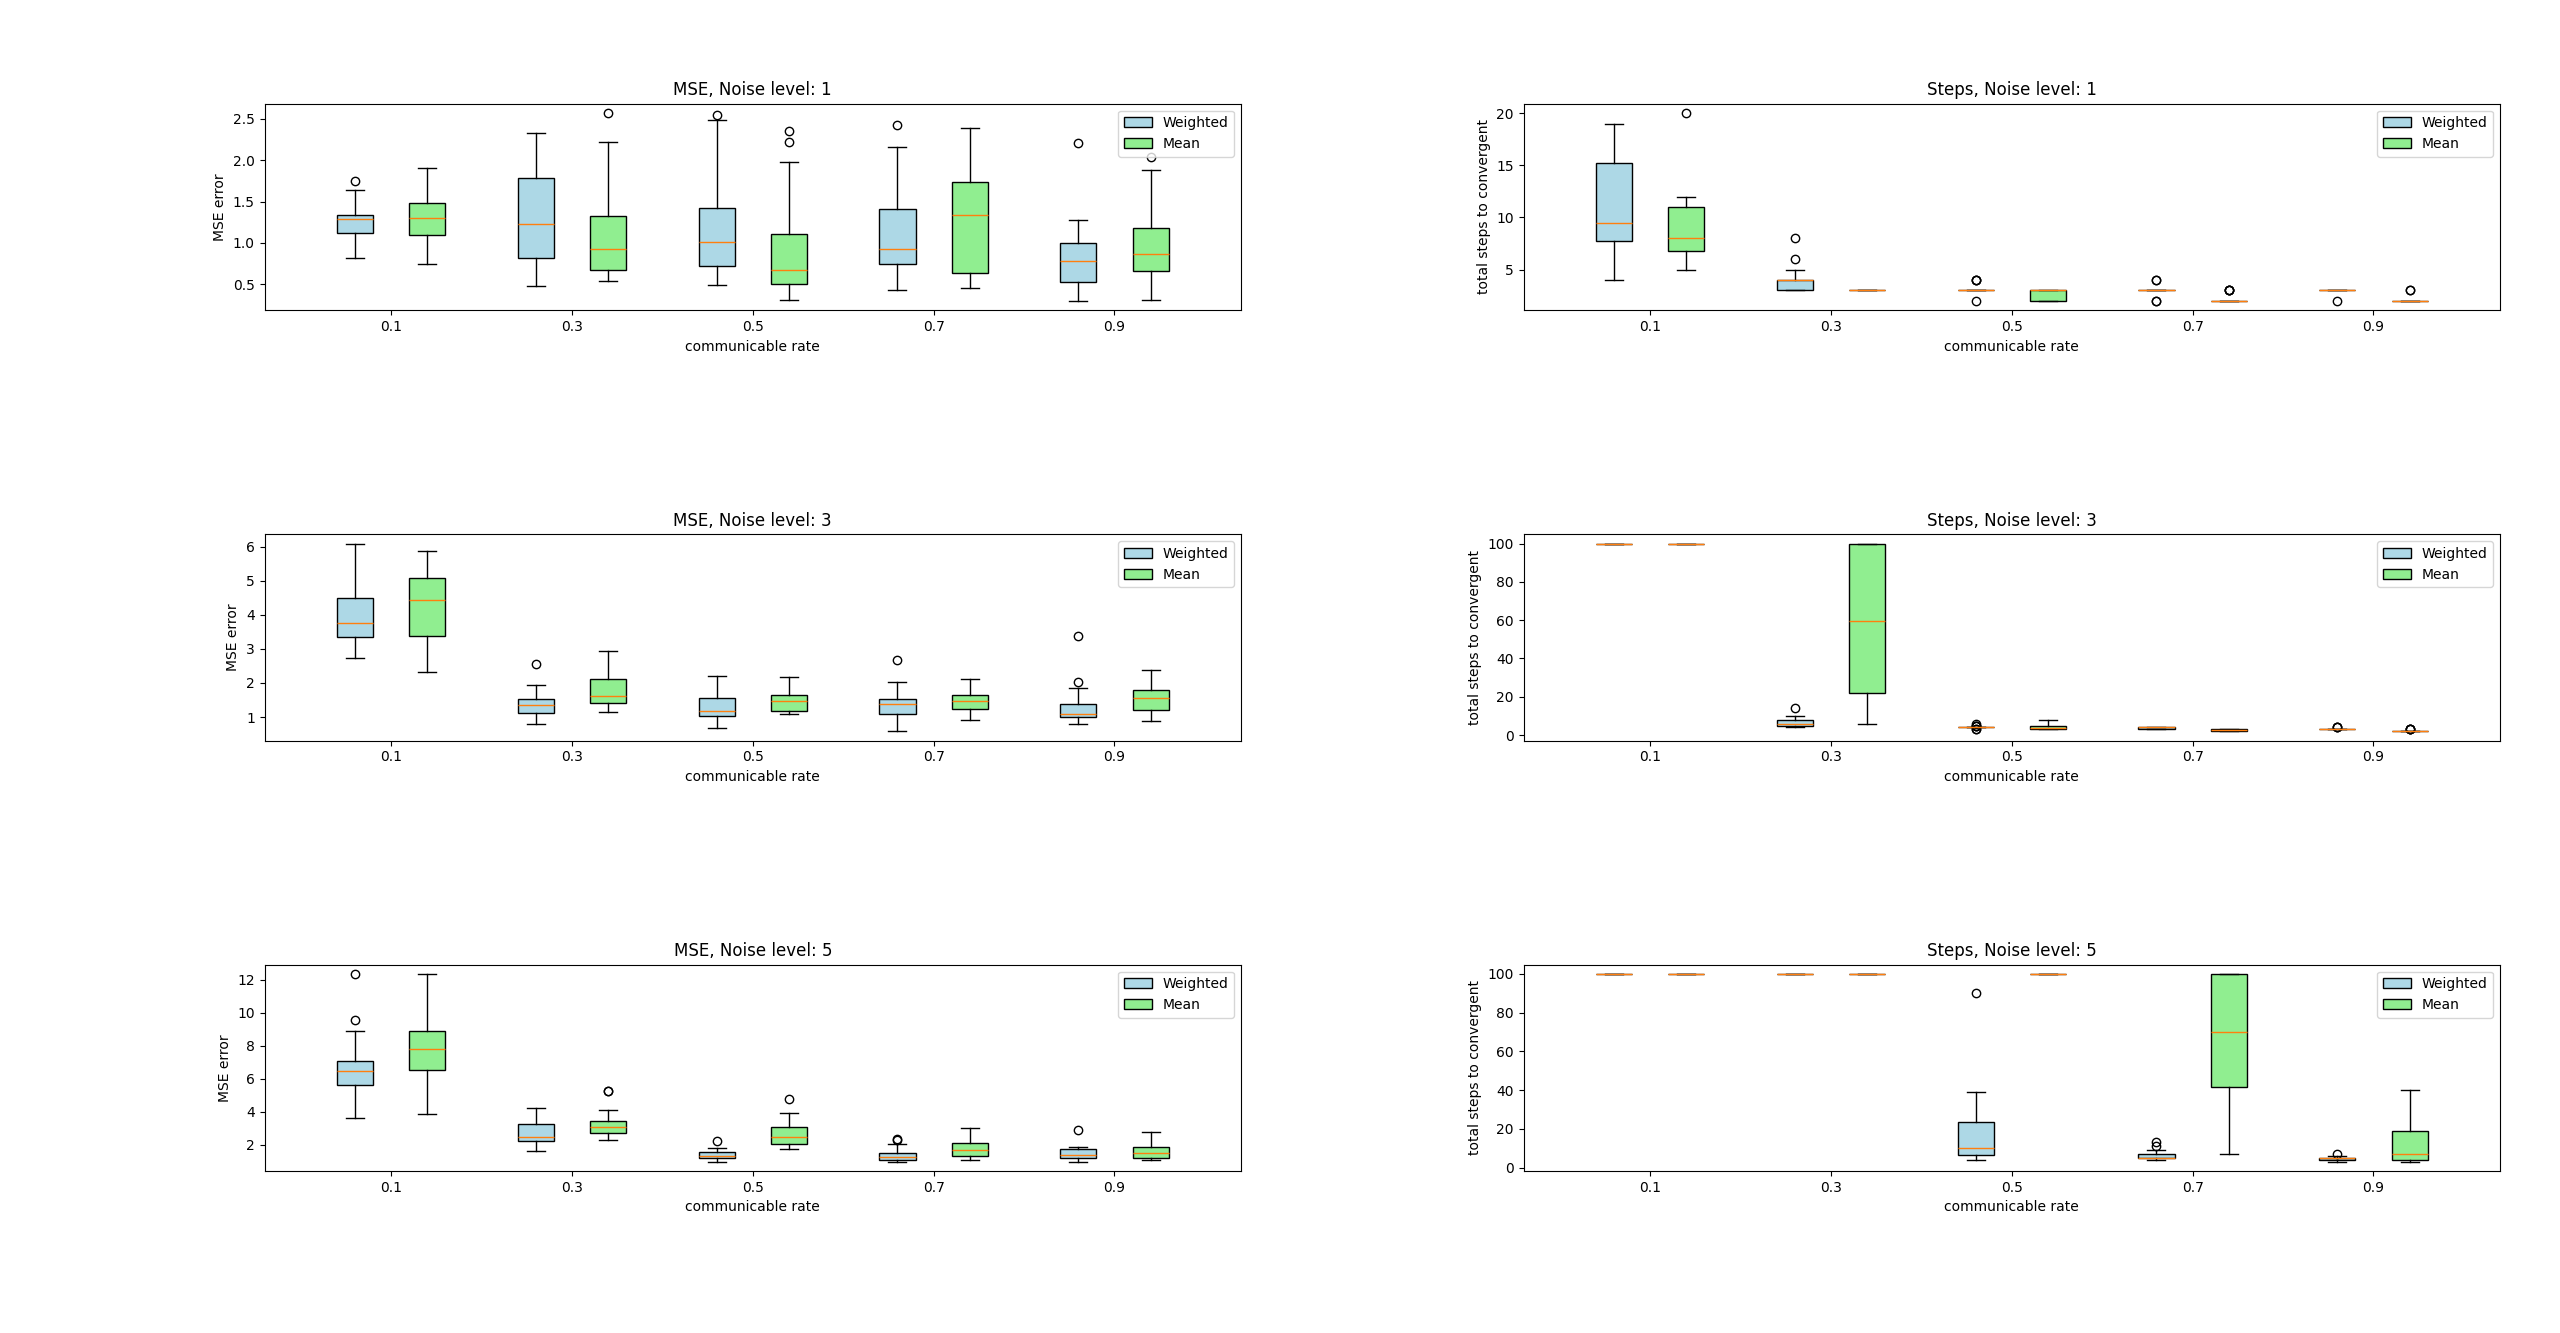 MSE, Noise level: 1
MSE error
2.5
2.0
1.5
1.0
0.5
Weighted
Mean
0.1 0.3 0.5 0.7 0.9
communicable rate
Steps, Noise level: 1
total steps to convergent
20
15
10
5
Weighted
Mean
0.1 0.3 0.5 0.7 0.9
communicable rate
MSE, Noise level: 3
MSE error
6
5
4
3
2
1
Weighted
Mean
0.1 0.3 0.5 0.7 0.9
communicable rate
Steps, Noise level: 3
total steps to convergent
100
80
60
40
20
0
Weighted
Mean
0.1 0.3 0.5 0.7 0.9
communicable rate
MSE, Noise level: 5
MSE error
12
10
8
6
4
2
Weighted
Mean
0.1 0.3 0.5 0.7 0.9
communicable rate
Steps, Noise level: 5
total steps to convergent
100
80
60
40
20
0
Weighted
Mean
0.1 0.3 0.5 0.7 0.9
communicable rate